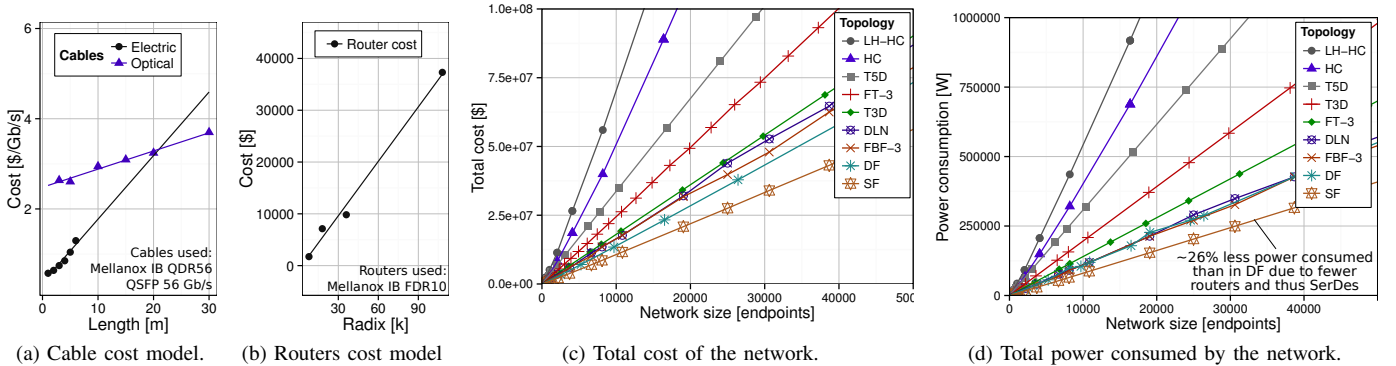 6
4
2
Cost [$/Gb/s]
Cables
Electric
Optical
Cables used:
Mellanox IB QDR56
QSFP 56 Gb/s
0
10
20
30
Length [m]
(a) Cable cost model.
40000
30000
20000
10000
0
Cost [$]
Router cost
Routers used:
Mellanox IB FDR10
30
60
90
Radix [k]
(b) Routers cost model
1.0e+08
7.5e+07
5.0e+07
2.5e+07
0.0e+00
Total cost [$]
Topology
LH−HC
HC
T5D
FT−3
T3D
DLN
FBF−3
DF
SF
0
10000
20000
30000
40000
50
Network size [endpoints]
(c) Total cost of the network.
1000000
750000
500000
250000
0
Power consumption [W]
Topology
LH−HC
HC
T5D
T3D
FT−3
DLN
FBF−3
DF
SF
~26% less power consumed
than in DF due to fewer
routers and thus SerDes
0
10000
20000
30000
40000
Network size [endpoints]
(d) Total power consumed by the network.